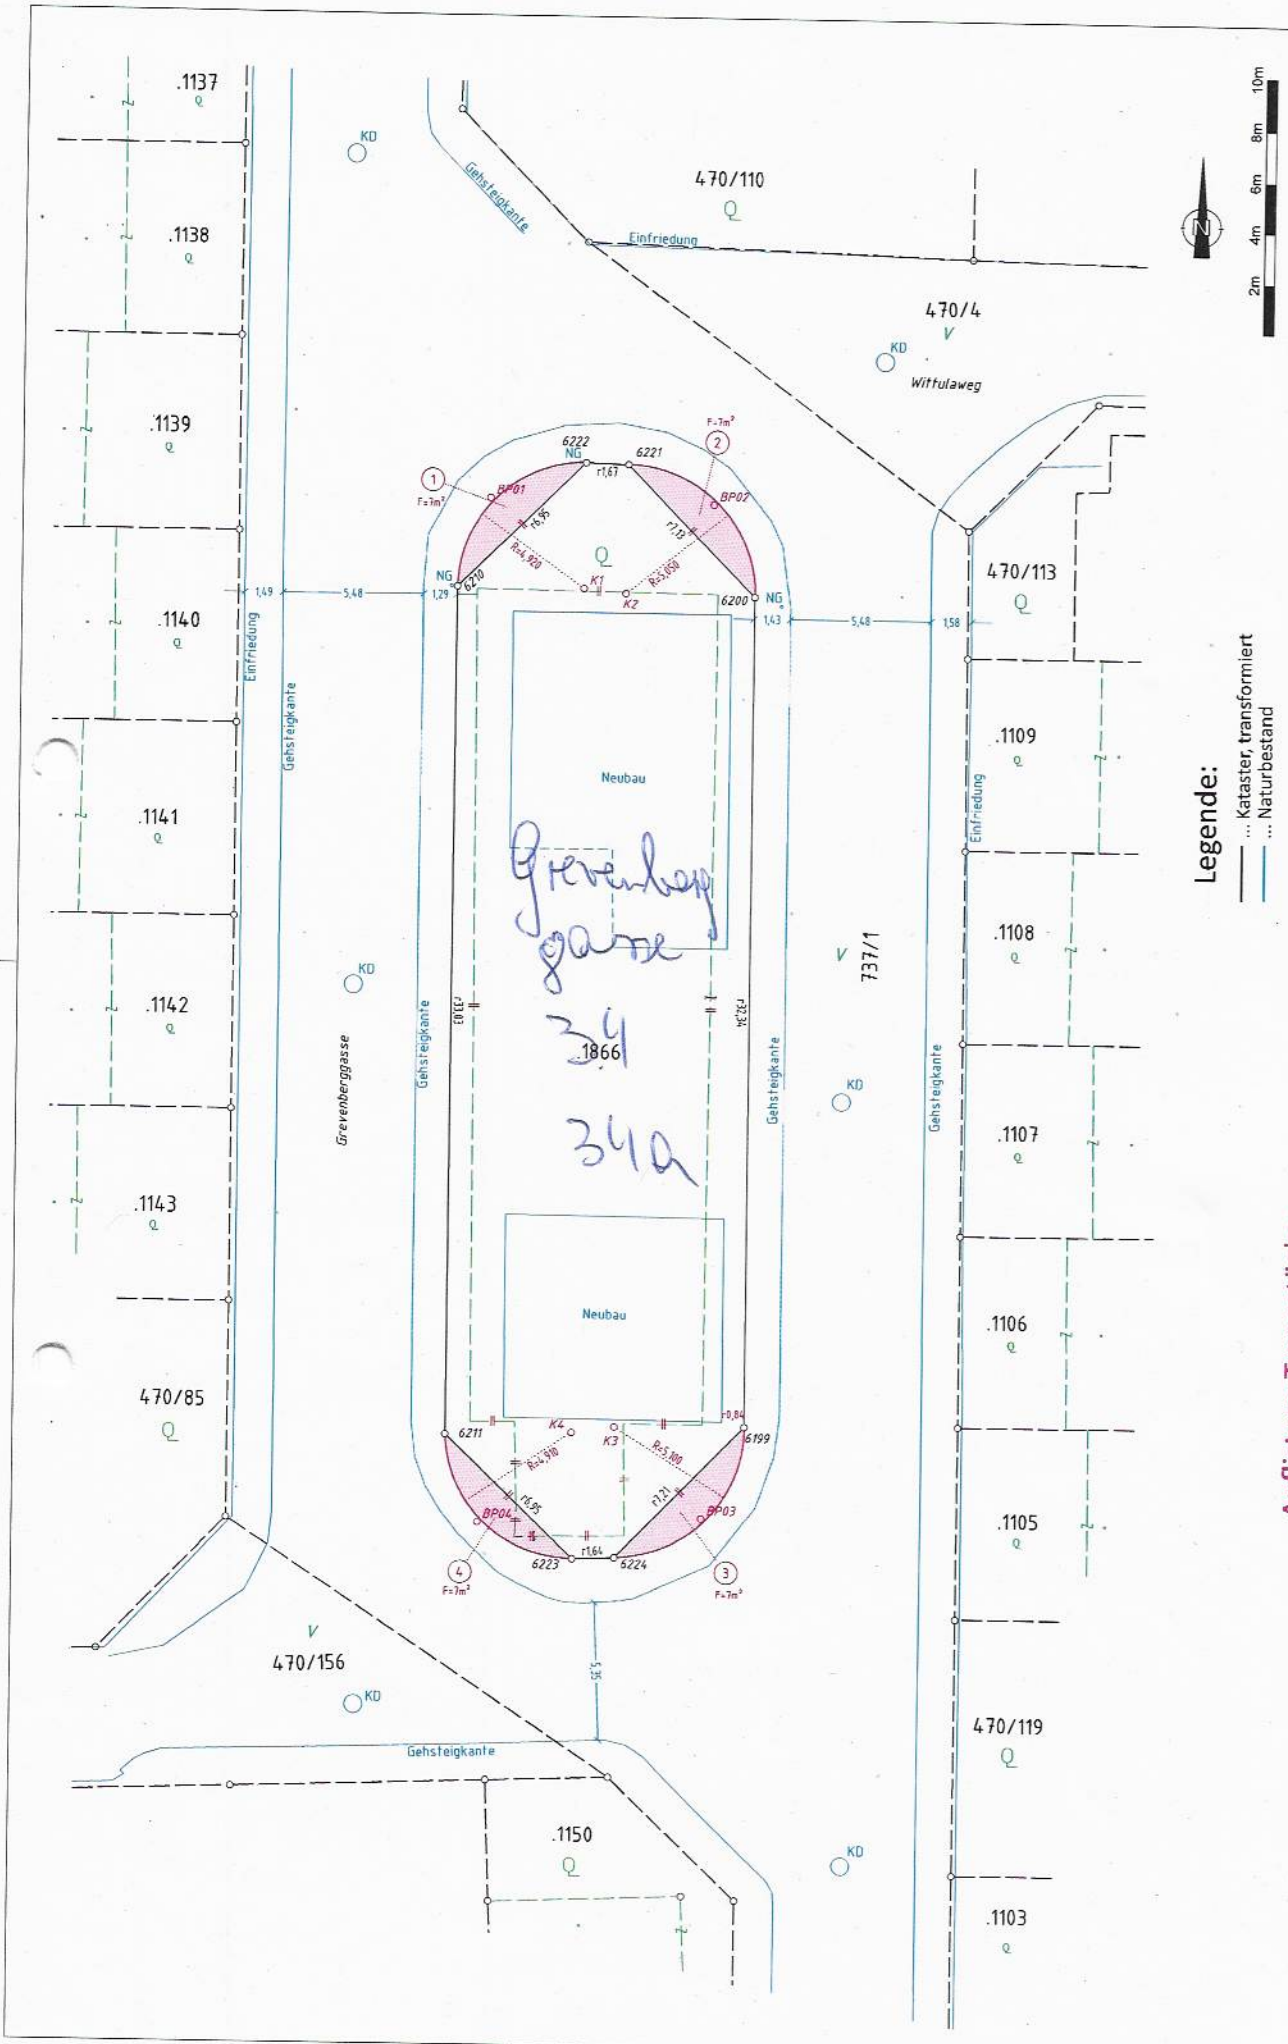 .1137
Q
KD
470/110
Q
Gehsteigkante
Einfriedung
.1138
Q
470/4
V
KD
Wittulaweg
2m
4m
6m
8m
10m
N
.1139
Q
6222
NG
6221
r1,67
2
F=7m²
1
F=7m²
BP01
BP02
r6,95
r7,13
R=4,920
R=5,050
Q
NG
6210
K1
K2
6200
NG
470/113
Q
1,49
5,48
1,29
1,43
5,48
1,58
.1140
Q
Einfriedung
Gehsteigkante
.1109
Q
Einfriedung
Neubau
.1141
Q
Grevenberg
gasse
34
.1866
34a
.1108
Q
V
737/1
KD
.1142
Q
r33,03
r32,34
Gehsteigkante
Grevenberggasse
Gehsteigkante
Gehsteigkante
KD
.1107
Q
.1143
Q
Neubau
.1106
Q
470/85
Q
6211
K4
K3
r0,84
6199
R=4,910
R=5,100
r6,95
r7,21
BP04
BP03
6223
r1,64
6224
4
F=7m²
3
F=7m²
.1105
Q
V
470/156
KD
5,35
470/119
Q
Gehsteigkante
.1150
Q
KD
.1103
Q
Legende:
... Kataster, transformiert
... Naturbestand